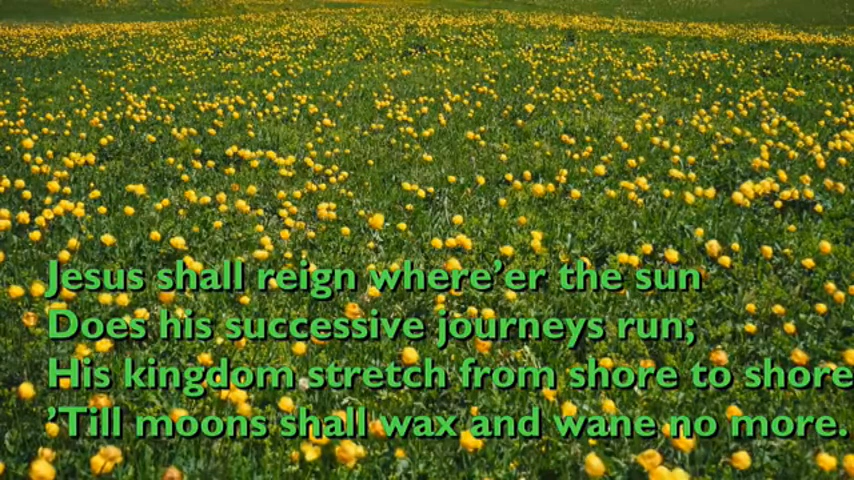 Jesus shall reign where’er the sun
Does his successive journeys run;
His kingdom stretch from shore to shore
’Till moons shall wax and wane no more.